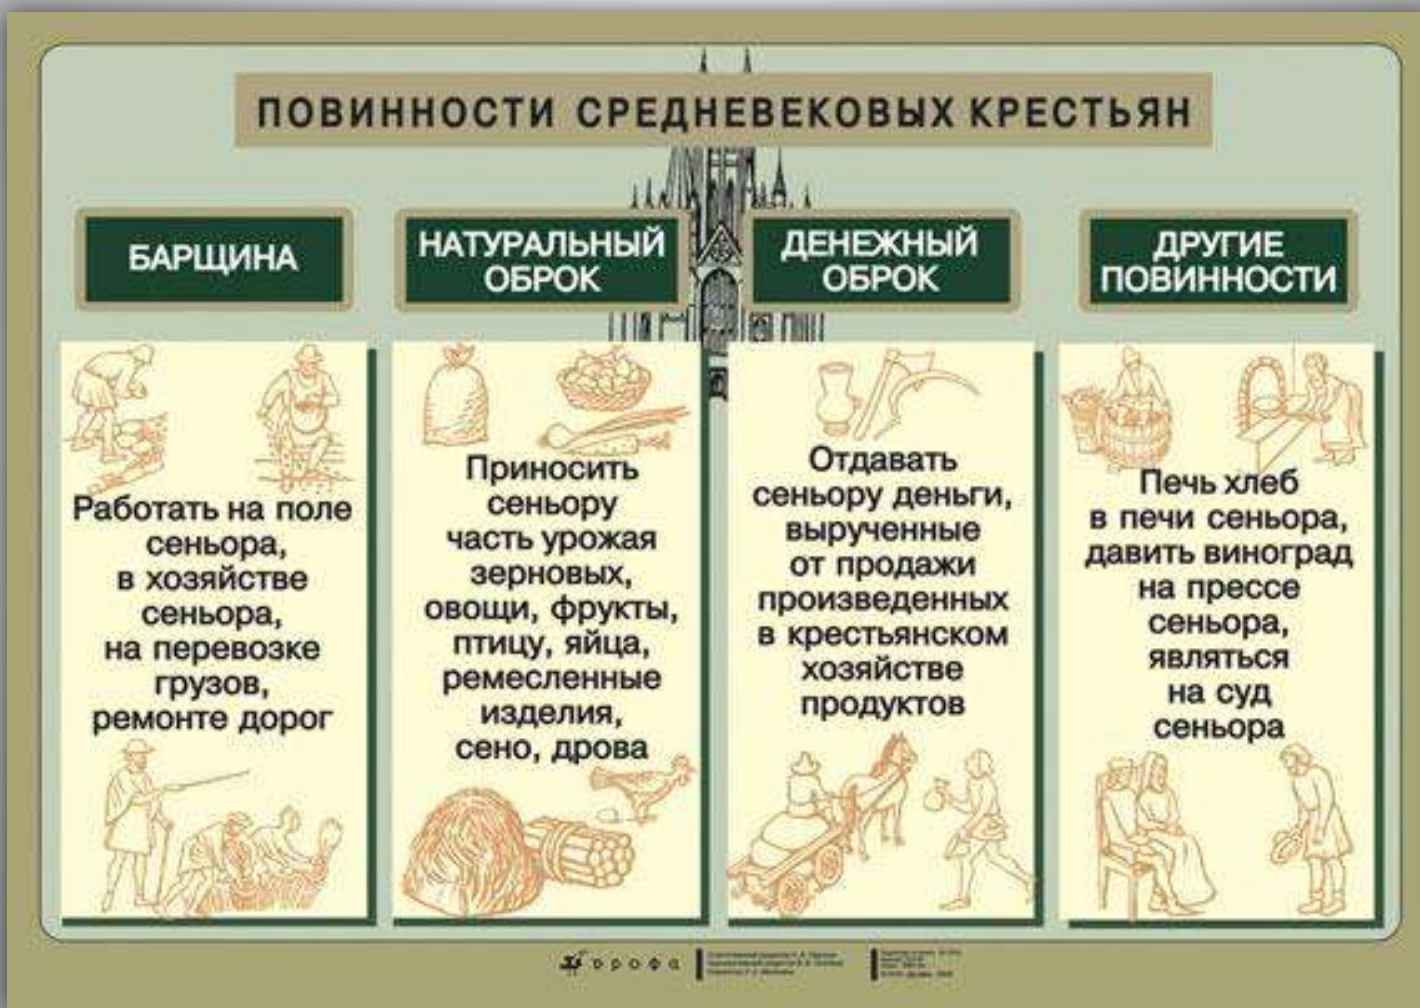 ПОВИННОСТИ СРЕДНЕВЕКОВЫХ КРЕСТЬЯН
БАРЩИНА
Работать на поле
сеньора,
в хозяйстве
сеньора,
на перевозке
грузов,
ремонте дорог
НАТУРАЛЬНЫЙ
ОБРОК
Приносить
сеньору
часть урожая
зерновых,
овощи, фрукты,
птицу, яйца,
ремесленные
изделия,
сено, дрова
ДЕНЕЖНЫЙ
ОБРОК
Отдавать
сеньору деньги,
вырученные
от продажи
произведенных
в крестьянском
хозяйстве
продуктов
ДРУГИЕ
ПОВИННОСТИ
Печь хлеб
в печи сеньора,
давить виноград
на прессе
сеньора,
являться
на суд
сеньора
дрофа